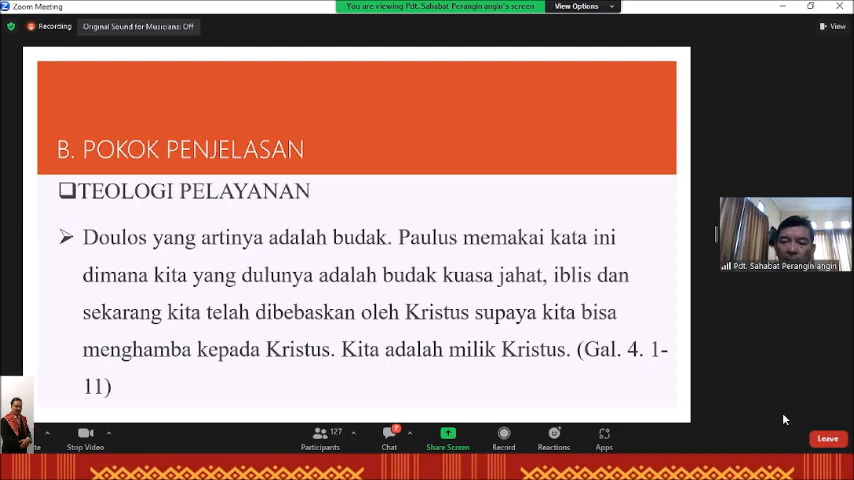 Zoom Meeting
You are viewing Pdt. Sahabat Perangin angin's screen
View Options
Recording
Original Sound for Musicians: Off
View
B. POKOK PENJELASAN
❑TEOLOGI PELAYANAN
➢ Doulos yang artinya adalah budak. Paulus memakai kata ini
dimana kita yang dulunya adalah budak kuasa jahat, iblis dan
sekarang kita telah dibebaskan oleh Kristus supaya kita bisa
menghamba kepada Kristus. Kita adalah milik Kristus. (Gal. 4. 1-
11)
Pdt. Sahabat Perangin angin
Stop Video
127
Participants
2
Chat
Share Screen
Record
Reactions
Apps
Leave